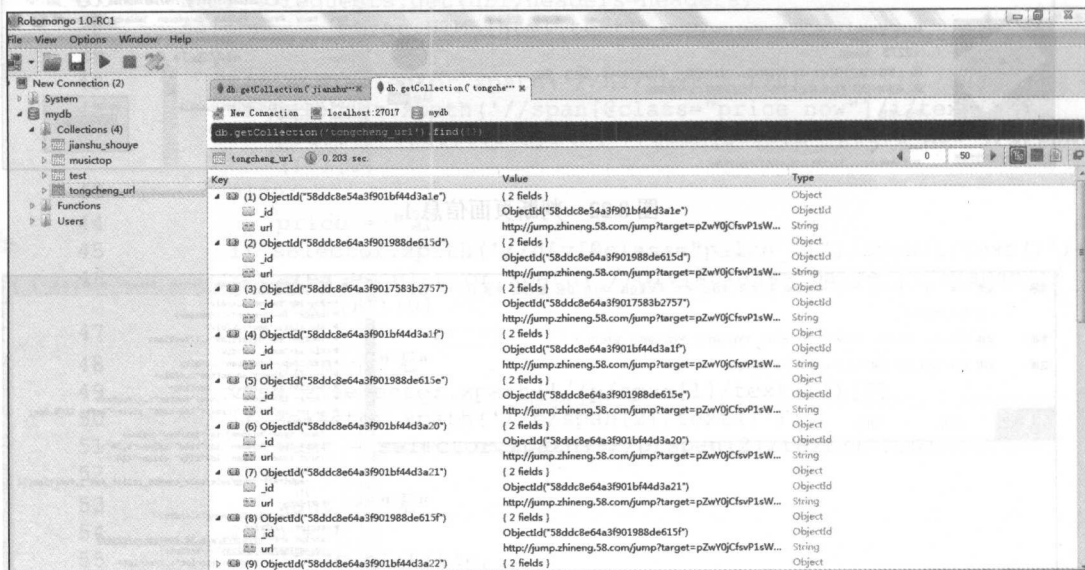 Robomongo 1.0-RC1
File View Options Window Help
New Connection (2)
System
mydb
Collections (4)
jianshu_shouye
musictop
test
tongcheng_url
Functions
Users
db.getCollection('jianshu··· db.getCollection('tongche···
New Connection localhost:27017 mydb
db.getCollection('tongcheng_url').find({})
tongcheng_url 0.203 sec. 0 50
Key Value Type
(1) ObjectId("58ddc8e54a3f901bf44d3a1e") { 2 fields } Object
_id ObjectId("58ddc8e54a3f901bf44d3a1e") ObjectId
url http://jump.zhineng.58.com/jump?target=pZwY0jCfsvP1sW... String
(2) ObjectId("58ddc8e64a3f901988de615d") { 2 fields } Object
_id ObjectId("58ddc8e64a3f901988de615d") ObjectId
url http://jump.zhineng.58.com/jump?target=pZwY0jCfsvP1sW... String
(3) ObjectId("58ddc8e64a3f9017583b2757") { 2 fields } Object
_id ObjectId("58ddc8e64a3f9017583b2757") ObjectId
url http://jump.zhineng.58.com/jump?target=pZwY0jCfsvP1sW... String
(4) ObjectId("58ddc8e64a3f901bf44d3a1f") { 2 fields } Object
_id ObjectId("58ddc8e64a3f901bf44d3a1f") ObjectId
url http://jump.zhineng.58.com/jump?target=pZwY0jCfsvP1sW... String
(5) ObjectId("58ddc8e64a3f901988de615e") { 2 fields } Object
_id ObjectId("58ddc8e64a3f901988de615e") ObjectId
url http://jump.zhineng.58.com/jump?target=pZwY0jCfsvP1sW... String
(6) ObjectId("58ddc8e64a3f901bf44d3a20") { 2 fields } Object
_id ObjectId("58ddc8e64a3f901bf44d3a20") ObjectId
url http://jump.zhineng.58.com/jump?target=pZwY0jCfsvP1sW... String
(7) ObjectId("58ddc8e64a3f901bf44d3a21") { 2 fields } Object
_id ObjectId("58ddc8e64a3f901bf44d3a21") ObjectId
url http://jump.zhineng.58.com/jump?target=pZwY0jCfsvP1sW... String
(8) ObjectId("58ddc8e64a3f901988de615f") { 2 fields } Object
_id ObjectId("58ddc8e64a3f901988de615f") ObjectId
url http://jump.zhineng.58.com/jump?target=pZwY0jCfsvP1sW... String
(9) ObjectId("58ddc8e64a3f901bf44d3a22") { 2 fields } Object